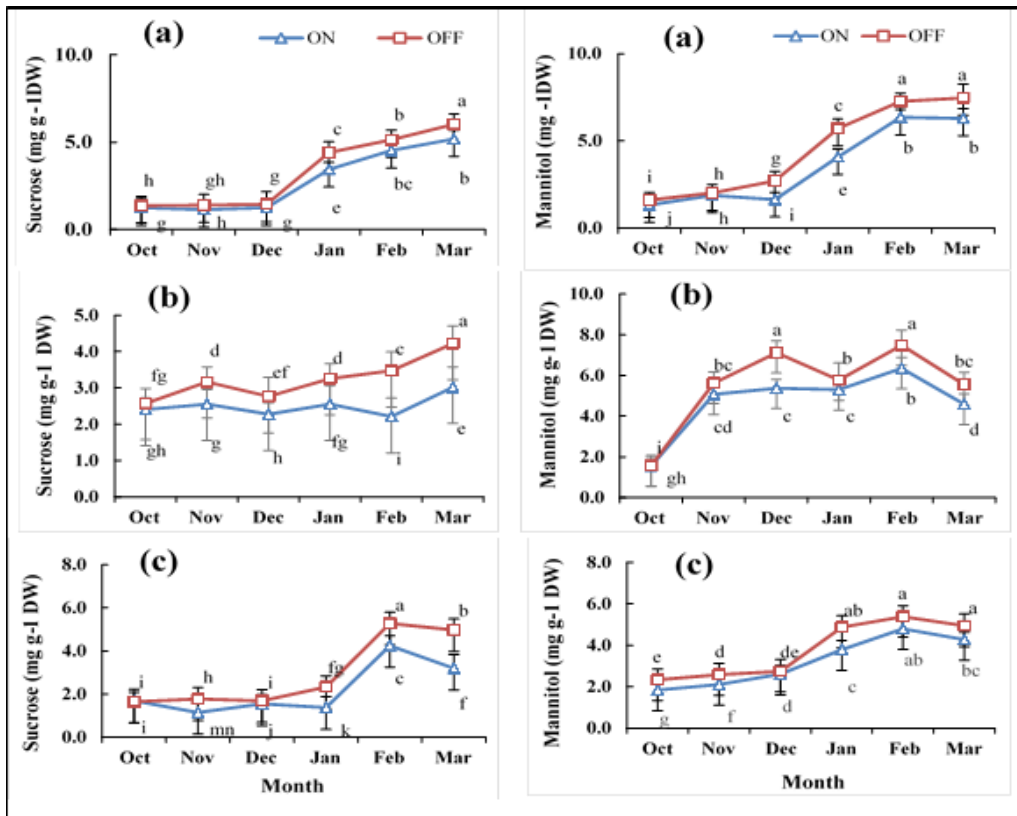 (a)
ON
OFF
10.0
5.0
0.0
Sucrose (mg g -1DW)
h
gh
g
c
b
a
g
h
g
e
bc
b
Oct Nov Dec Jan Feb Mar
(a)
ON
OFF
10.0
5.0
0.0
Mannitol (mg -1DW)
i
h
g
c
a
a
j
h
i
e
b
b
Oct Nov Dec Jan Feb Mar
(b)
5.0
4.0
3.0
2.0
1.0
0.0
Sucrose (mg g-1 DW)
fg
d
ef
d
c
a
gh
g
h
fg
i
e
Oct Nov Dec Jan Feb Mar
(b)
10.0
8.0
6.0
4.0
2.0
0.0
Mannitol (mg g-1 DW)
i
bc
a
b
a
bc
gh
cd
c
c
b
d
Oct Nov Dec Jan Feb Mar
(c)
8.0
6.0
4.0
2.0
0.0
Sucrose (mg g-1 DW)
i
h
i
fg
a
b
i
mn
j
k
c
f
Oct Nov Dec Jan Feb Mar
Month
(c)
8.0
6.0
4.0
2.0
0.0
Mannitol (mg g-1 DW)
e
d
de
ab
a
a
g
f
d
c
ab
bc
Oct Nov Dec Jan Feb Mar
Month